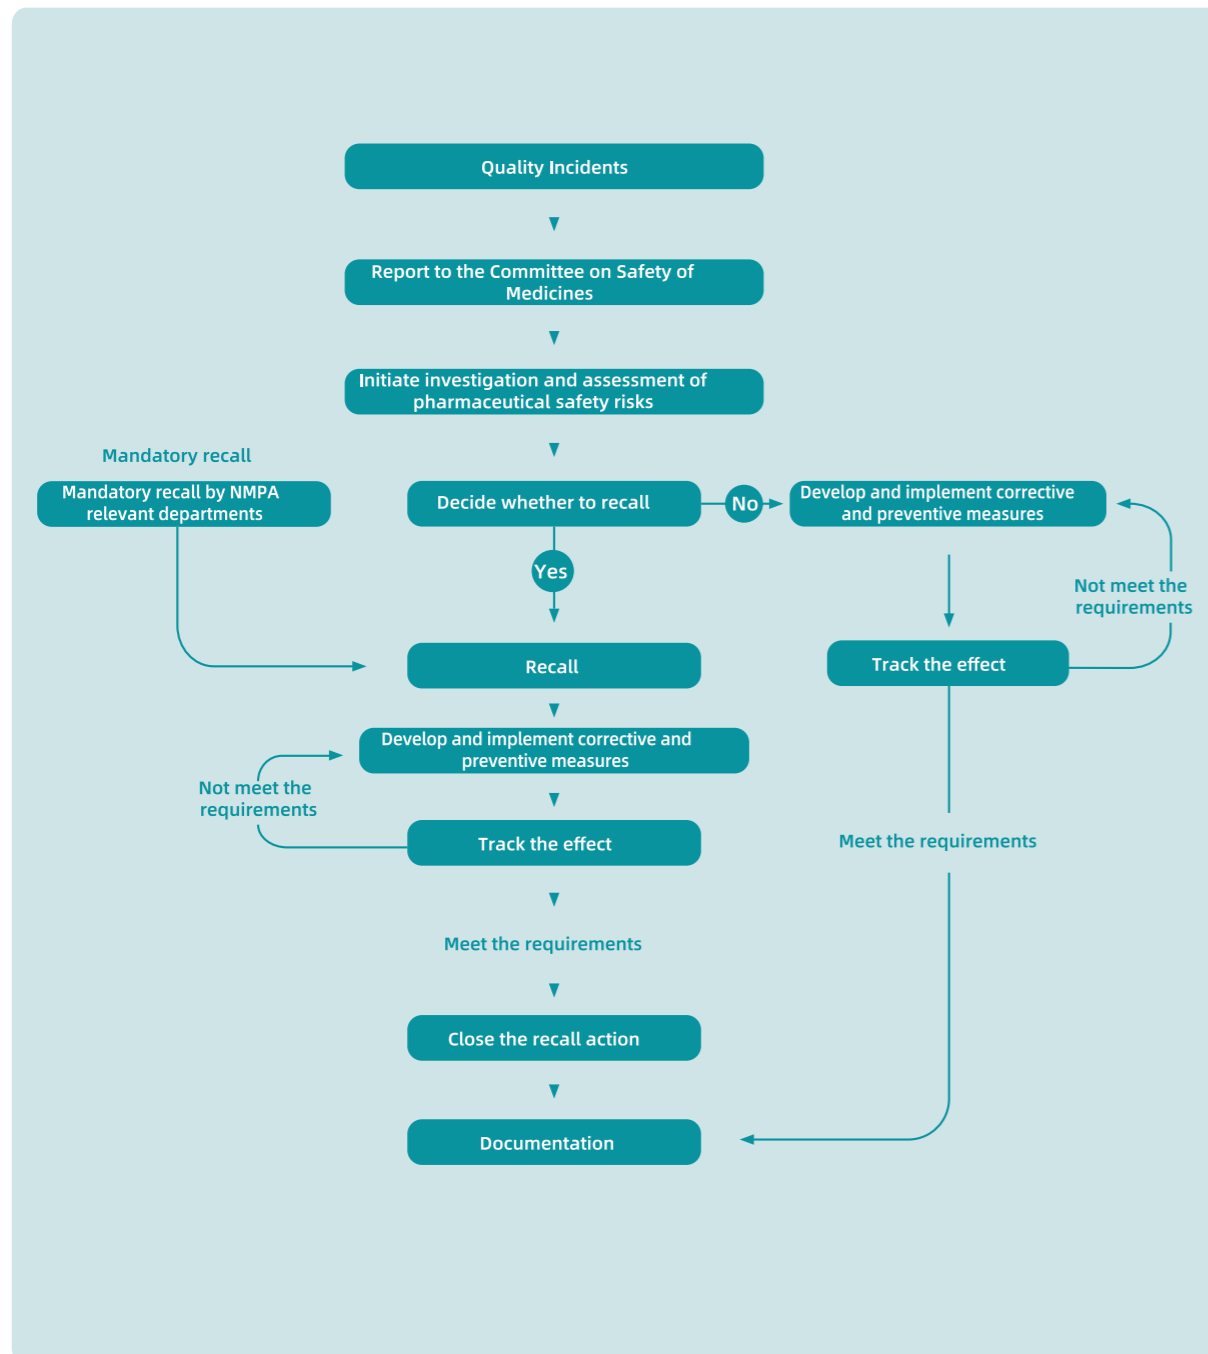 Quality Incidents
Report to the Committee on Safety of
Medicines
Initiate investigation and assessment of
pharmaceutical safety risks
Mandatory recall
Mandatory recall by NMPA
relevant departments
Decide whether to recall
No
Develop and implement corrective
and preventive measures
Yes
Not meet the
requirements
Recall
Track the effect
Develop and implement corrective and
preventive measures
Not meet the
requirements
Track the effect
Meet the requirements
Meet the requirements
Close the recall action
Documentation